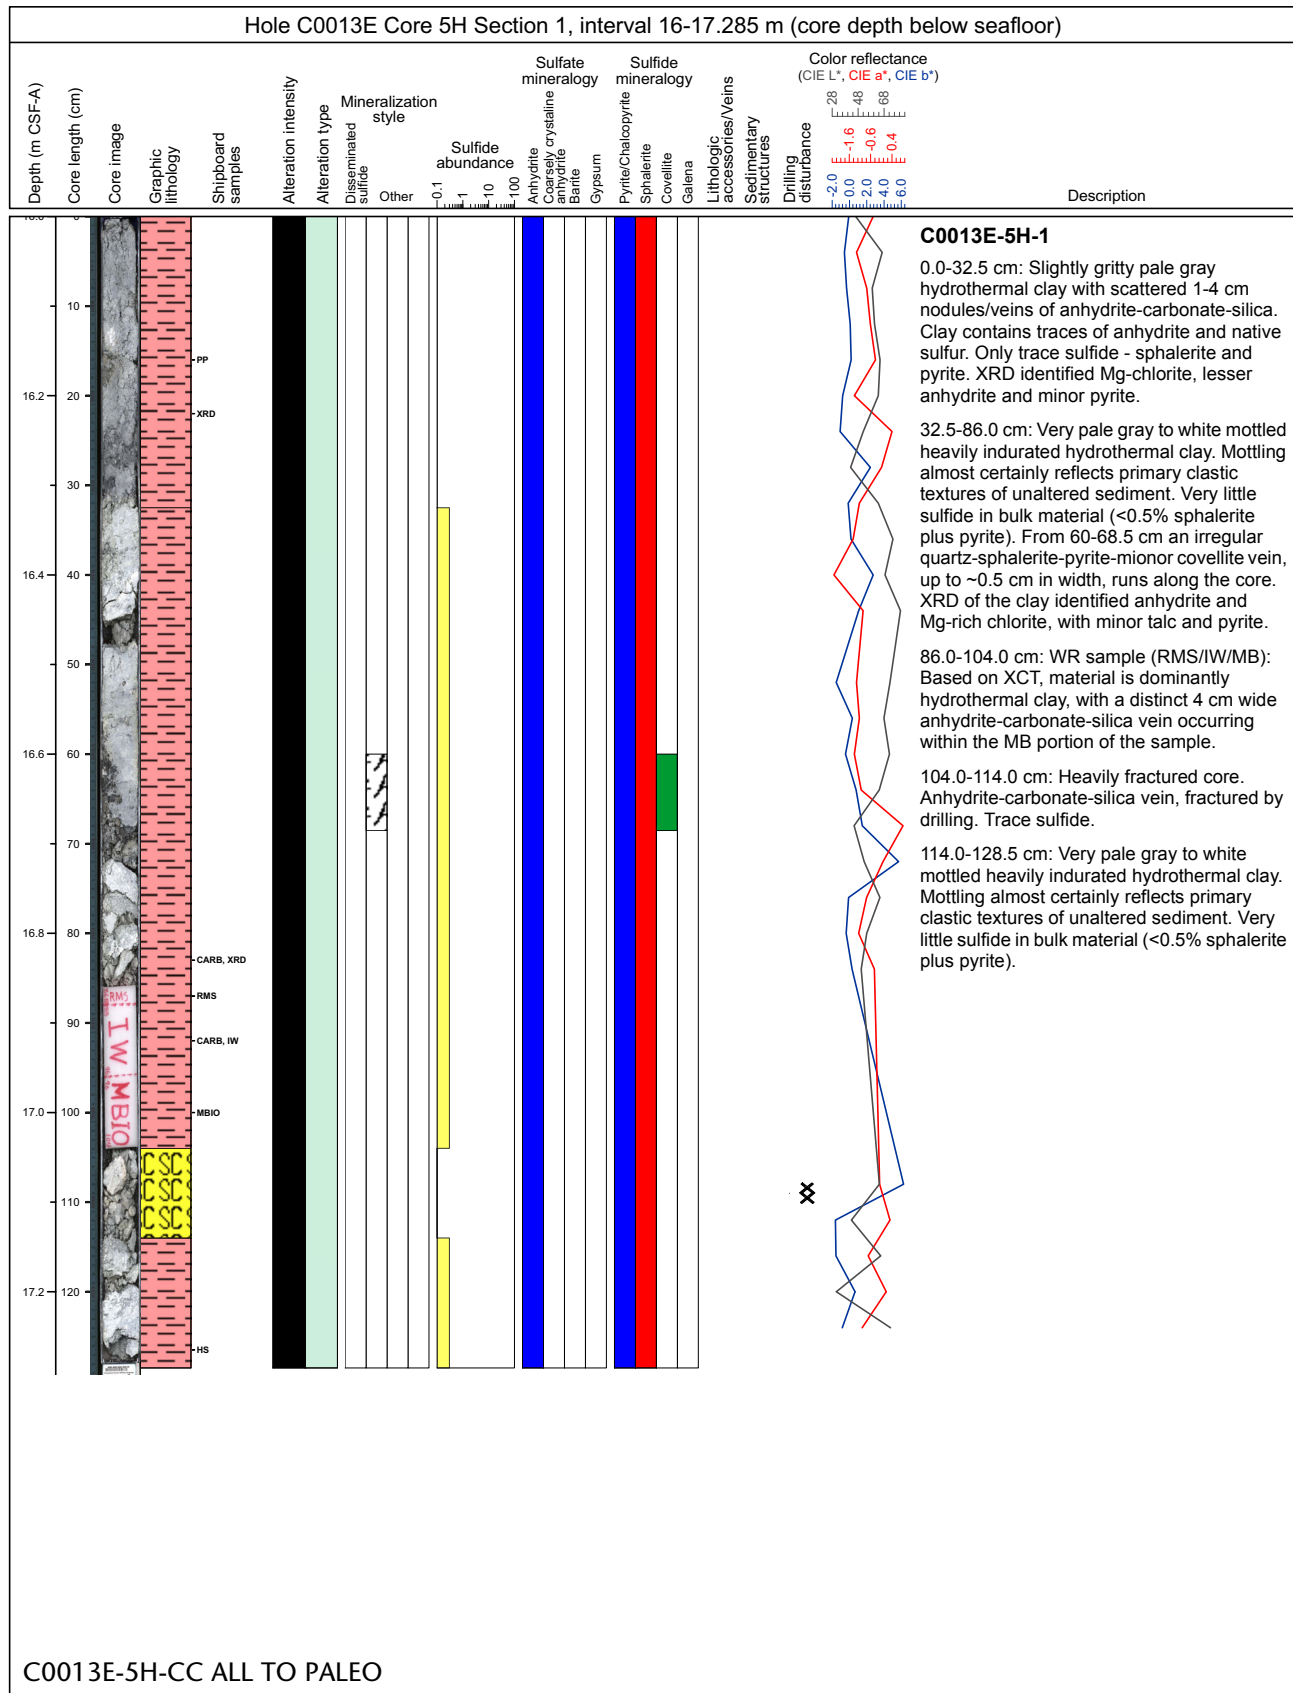 Hole C0013E Core 5H Section 1, interval 16-17.285 m (core depth below seafloor)
Depth (m CSF-A)
Core length (cm)
Core image
Graphic
lithology
Shipboard
samples
Alteration intensity
Alteration type
Mineralization
style
Disseminated
sulfide
Other
Sulfide
abundance
0.1
1
10
100
Sulfate
mineralogy
Anhydrite
Coarsely crystaline
anhydrite
Barite
Gypsum
Sulfide
mineralogy
Pyrite/Chalcopyrite
Sphalerite
Covellite
Galena
Lithologic
accessories/Veins
Sedimentary
structures
Drilling
disturbance
Color reflectance
(CIE L*, CIE a*, CIE b*)
28
48
68
-1.6
-0.6
0.4
-2.0
0.0
2.0
4.0
6.0
Description
10
PP
16.2
20
XRD
30
16.4
40
50
16.6
60
70
16.8
80
CARB, XRD
RMS
RMS
90
IW
CARB, IW
MBIO
17.0
100
MBIO
CSC
CSC
CSC
110
17.2
120
HS
C0013E-5H-1
0.0-32.5 cm: Slightly gritty pale gray
hydrothermal clay with scattered 1-4 cm
nodules/veins of anhydrite-carbonate-silica.
Clay contains traces of anhydrite and native
sulfur. Only trace sulfide - sphalerite and
pyrite. XRD identified Mg-chlorite, lesser
anhydrite and minor pyrite.
32.5-86.0 cm: Very pale gray to white mottled
heavily indurated hydrothermal clay. Mottling
almost certainly reflects primary clastic
textures of unaltered sediment. Very little
sulfide in bulk material (<0.5% sphalerite
plus pyrite). From 60-68.5 cm an irregular
quartz-sphalerite-pyrite-mionor covellite vein,
up to ~0.5 cm in width, runs along the core.
XRD of the clay identified anhydrite and
Mg-rich chlorite, with minor talc and pyrite.
86.0-104.0 cm: WR sample (RMS/IW/MB):
Based on XCT, material is dominantly
hydrothermal clay, with a distinct 4 cm wide
anhydrite-carbonate-silica vein occurring
within the MB portion of the sample.
104.0-114.0 cm: Heavily fractured core.
Anhydrite-carbonate-silica vein, fractured by
drilling. Trace sulfide.
114.0-128.5 cm: Very pale gray to white
mottled heavily indurated hydrothermal clay.
Mottling almost certainly reflects primary
clastic textures of unaltered sediment. Very
little sulfide in bulk material (<0.5% sphalerite
plus pyrite).
C0013E-5H-CC ALL TO PALEO